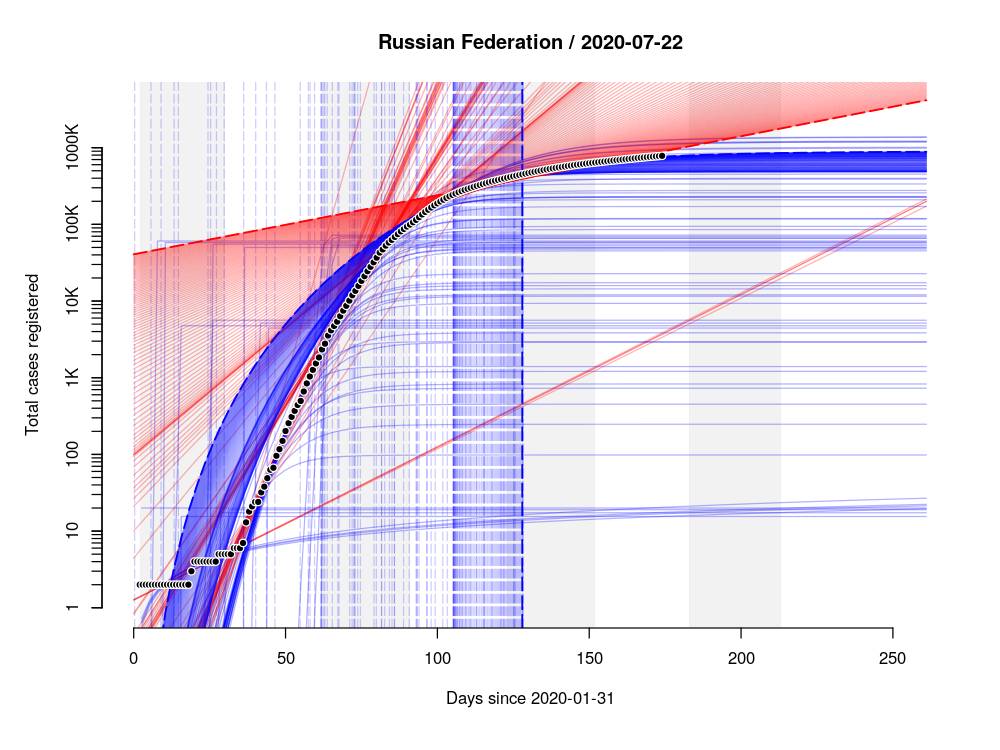 Russian Federation / 2020-07-22
Total cases registered
1000K
100K
10K
1K
100
10
1
0 50 100 150 200 250
Days since 2020-01-31